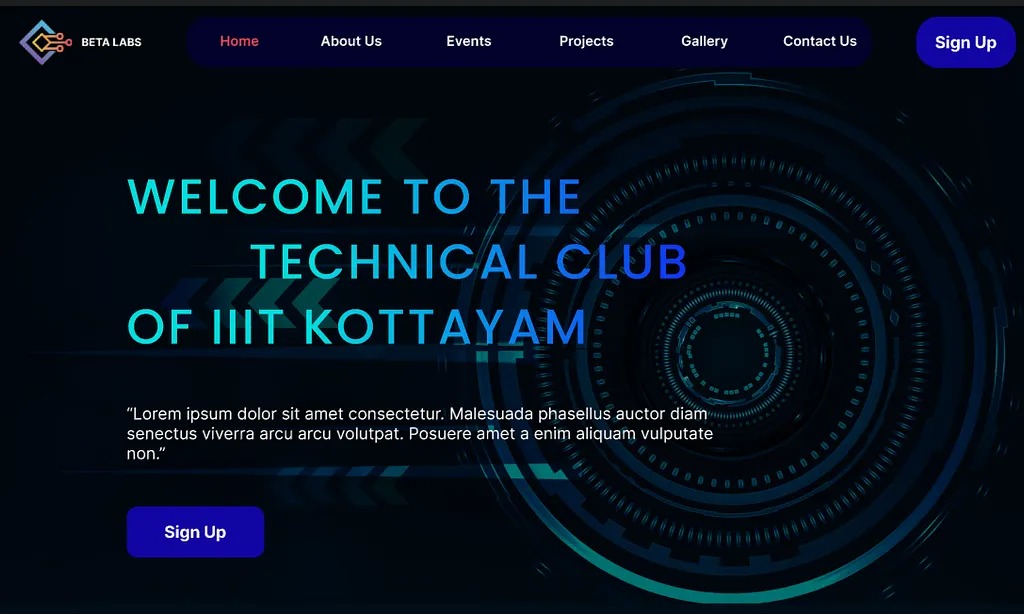 BETA LABS
Home
About Us
Events
Projects
Gallery
Contact Us
Sign Up
WELCOME TO THE
TECHNICAL CLUB
OF IIIT KOTTAYAM
“Lorem ipsum dolor sit amet consectetur. Malesuada phasellus auctor diam
senectus viverra arcu arcu volutpat. Posuere amet a enim aliquam vulputate
non.”
Sign Up